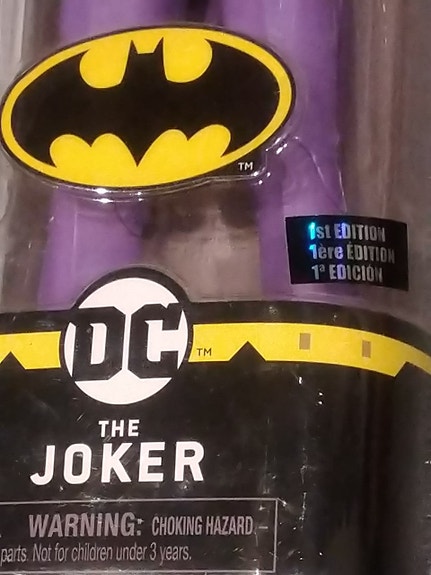 TM
1st EDITION
1ère ÉDITION
1ª EDICIÓN
DC TM
THE
JOKER
WARNING: CHOKING HAZARD –
parts. Not for children under 3 years.